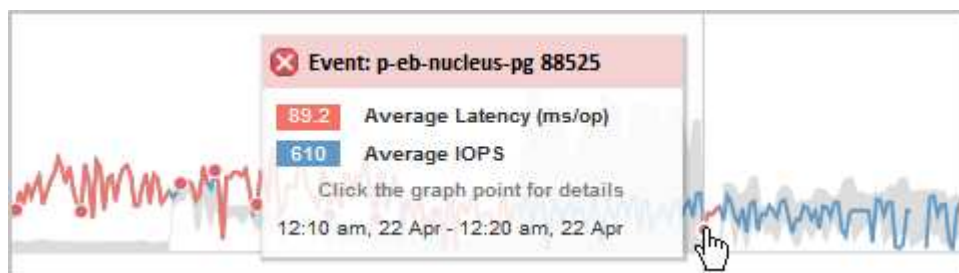 Event: p-eb-nucleus-pg 88525
89.2 Average Latency (ms/op)
610 Average IOPS
Click the graph point for details
12:10 am, 22 Apr - 12:20 am, 22 Apr